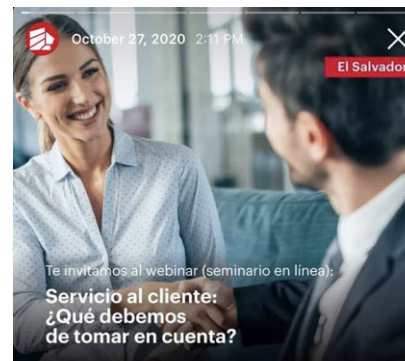 October 27, 2020 2:11 PM
El Salvador
Te invitamos al webinar (seminario en línea):
Servicio al cliente:
¿Qué debemos
de tomar en cuenta?